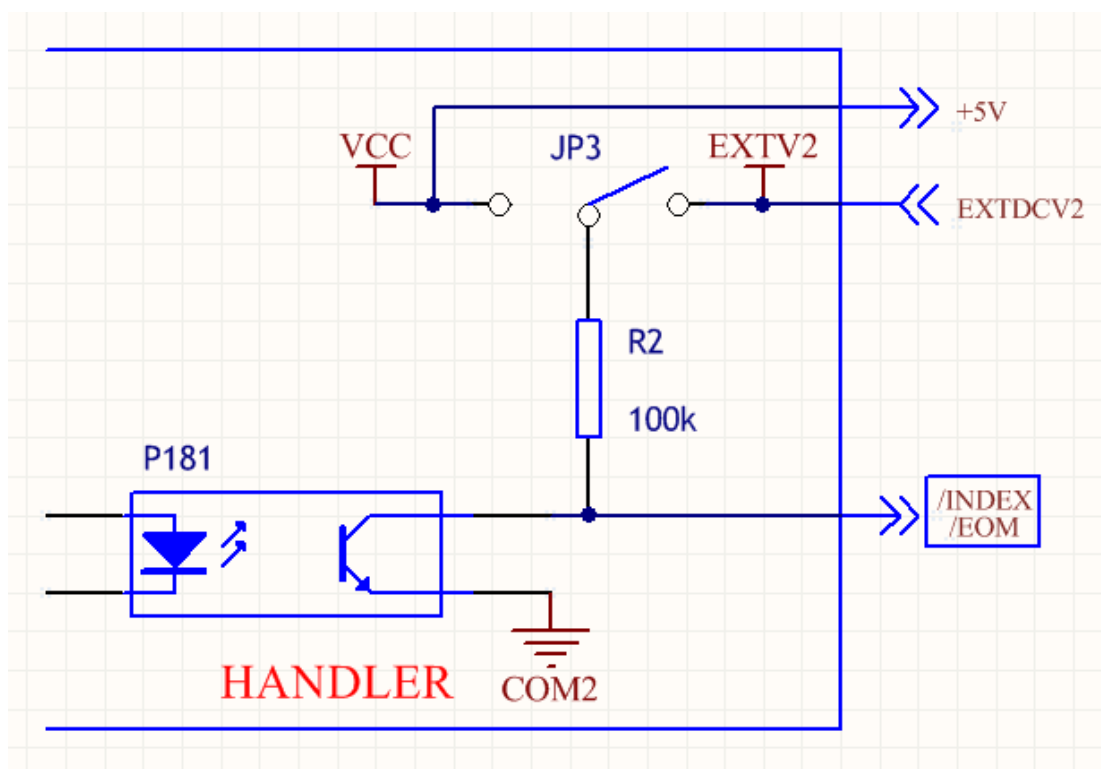 +5V
VCC
JP3
EXTV2
EXTDCV2
R2
100k
P181
/INDEX
/EOM
HANDLER
COM2